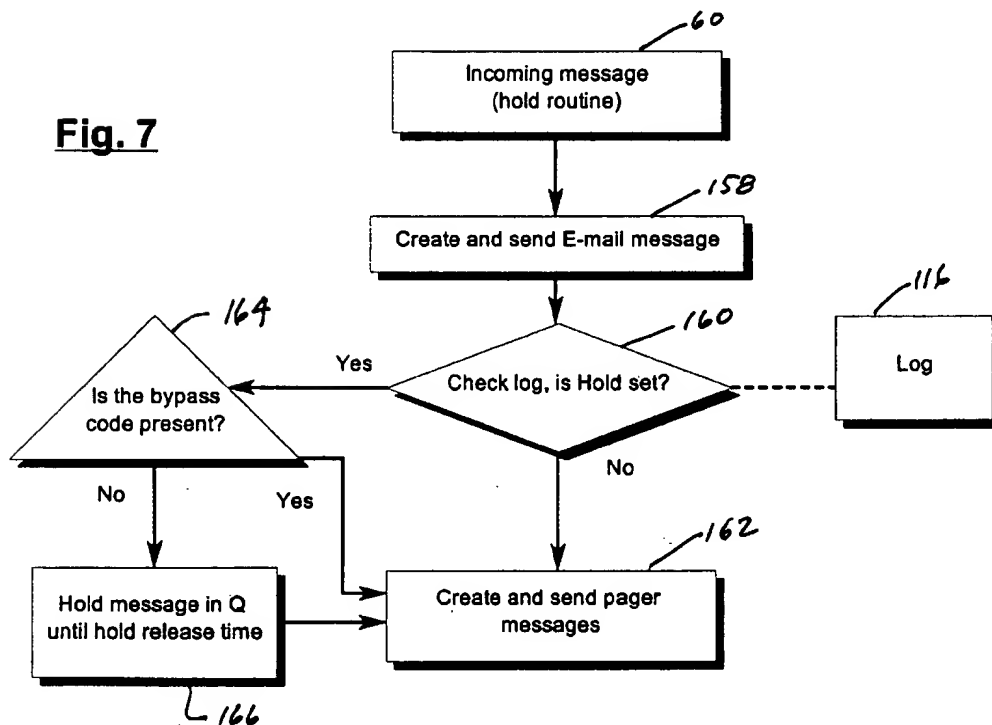 60
Incoming message
(hold routine)
Fig. 7
158
Create and send E-mail message
116
164
160
Yes
Check log, is Hold set?
Log
Is the bypass
code present?
No
Yes
No
162
Hold message in Q
until hold release time
Create and send pager
messages
166